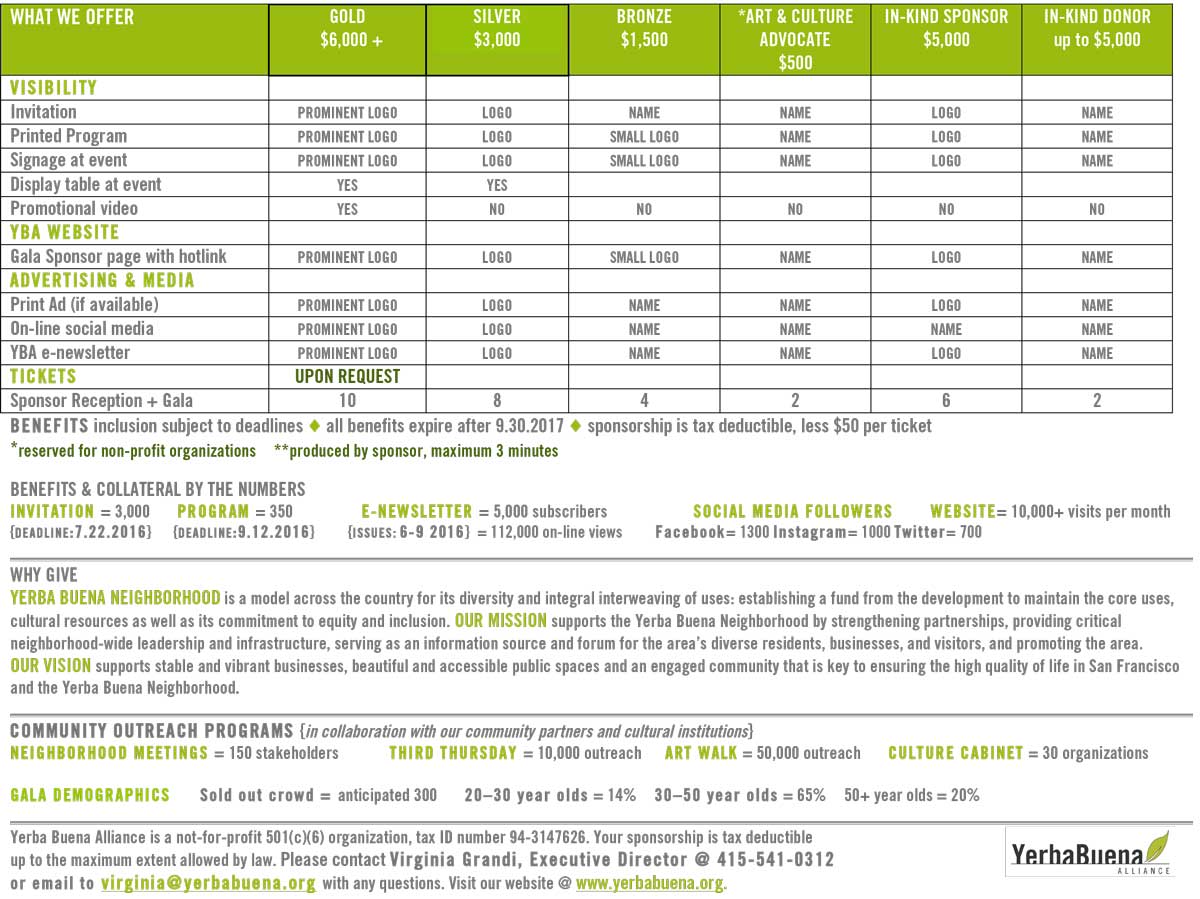 WHAT WE OFFER GOLD SILVER BRONZE *ART & CULTURE IN-KIND SPONSOR IN-KIND DONOR
$6,000 + $3,000 $1,500 ADVOCATE $5,000 up to $5,000
$500
VISIBILITY
Invitation PROMINENT LOGO LOGO NAME NAME LOGO NAME
Printed Program PROMINENT LOGO LOGO SMALL LOGO NAME LOGO NAME
Signage at event PROMINENT LOGO LOGO SMALL LOGO NAME LOGO NAME
Display table at event YES YES
Promotional video YES NO NO NO NO NO
YBA WEBSITE
Gala Sponsor page with hotlink PROMINENT LOGO LOGO SMALL LOGO NAME LOGO NAME
ADVERTISING & MEDIA
Print Ad (if available) PROMINENT LOGO LOGO NAME NAME LOGO NAME
On-line social media PROMINENT LOGO LOGO NAME NAME NAME NAME
YBA e-newsletter PROMINENT LOGO LOGO NAME NAME LOGO NAME
TICKETS UPON REQUEST
Sponsor Reception + Gala 10 8 4 2 6 2
BENEFITS inclusion subject to deadlines ♦ all benefits expire after 9.30.2017 ♦ sponsorship is tax deductible, less $50 per ticket
*reserved for non-profit organizations **produced by sponsor, maximum 3 minutes
BENEFITS & COLLATERAL BY THE NUMBERS
INVITATION = 3,000 PROGRAM = 350 E-NEWSLETTER = 5,000 subscribers SOCIAL MEDIA FOLLOWERS WEBSITE= 10,000+ visits per month
{DEADLINE:7.22.2016} {DEADLINE:9.12.2016} {ISSUES: 6-9 2016} = 112,000 on-line views Facebook= 1300 Instagram= 1000 Twitter= 700
WHY GIVE
YERBA BUENA NEIGHBORHOOD is a model across the country for its diversity and integral interweaving of uses: establishing a fund from the development to maintain the core uses,
cultural resources as well as its commitment to equity and inclusion. OUR MISSION supports the Yerba Buena Neighborhood by strengthening partnerships, providing critical
neighborhood-wide leadership and infrastructure, serving as an information source and forum for the area's diverse residents, businesses, and visitors, and promoting the area.
OUR VISION supports stable and vibrant businesses, beautiful and accessible public spaces and an engaged community that is key to ensuring the high quality of life in San Francisco
and the Yerba Buena Neighborhood.
COMMUNITY OUTREACH PROGRAMS {in collaboration with our community partners and cultural institutions}
NEIGHBORHOOD MEETINGS = 150 stakeholders THIRD THURSDAY = 10,000 outreach ART WALK = 50,000 outreach CULTURE CABINET = 30 organizations
GALA DEMOGRAPHICS Sold out crowd = anticipated 300 20–30 year olds = 14% 30–50 year olds = 65% 50+ year olds = 20%
Yerba Buena Alliance is a not-for-profit 501(c)(6) organization, tax ID number 94-3147626. Your sponsorship is tax deductible
up to the maximum extent allowed by law. Please contact Virginia Grandi, Executive Director @ 415-541-0312
or email to virginia@yerbabuena.org with any questions. Visit our website @ www.yerbabuena.org.
YerbaBuena
ALLIANCE